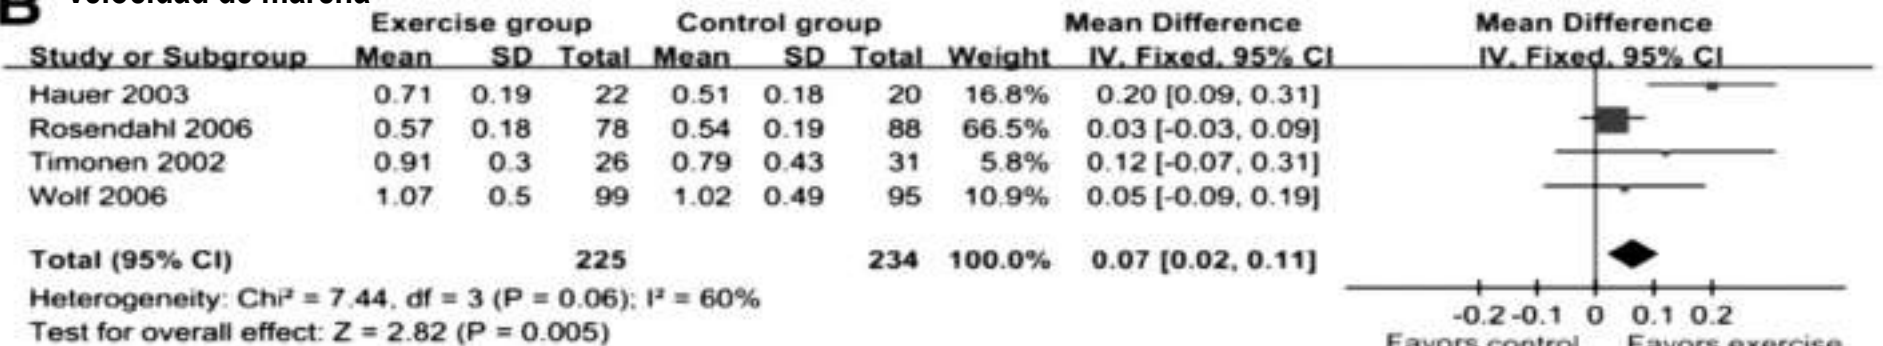 B Velocidad de marcha
Exercise group Control group Mean Difference Mean Difference
Study or Subgroup Mean SD Total Mean SD Total Weight IV, Fixed, 95% CI IV, Fixed, 95% CI
Hauer 2003 0.71 0.19 22 0.51 0.18 20 16.8% 0.20 [0.09, 0.31]
Rosendahl 2006 0.57 0.18 78 0.54 0.19 88 66.5% 0.03 [-0.03, 0.09]
Timonen 2002 0.91 0.3 26 0.79 0.43 31 5.8% 0.12 [-0.07, 0.31]
Wolf 2006 1.07 0.5 99 1.02 0.49 95 10.9% 0.05 [-0.09, 0.19]
Total (95% CI) 225 234 100.0% 0.07 [0.02, 0.11]
Heterogeneity: Chi² = 7.44, df = 3 (P = 0.06); I² = 60%
Test for overall effect: Z = 2.82 (P = 0.005)
-0.2 -0.1 0 0.1 0.2
Favors control Favors exercise